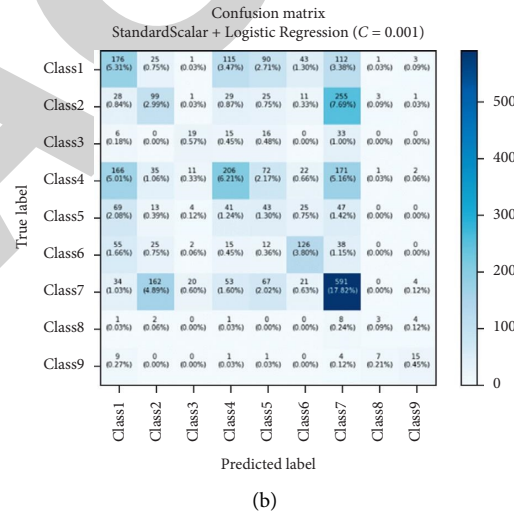 Confusion matrix
StandardScalar + Logistic Regression (C = 0.001)
True label
Class1
176 25 1 115 90 43 112 1 3
(5.31%) (0.75%) (0.03%) (3.47%) (2.71%) (1.30%) (3.38%) (0.03%) (0.09%)
Class2
28 99 1 29 25 11 255 3 1
(0.84%) (2.99%) (0.03%) (0.87%) (0.75%) (0.33%) (7.69%) (0.09%) (0.03%)
Class3
6 0 19 15 16 0 33 0 0
(0.18%) (0.00%) (0.57%) (0.45%) (0.48%) (0.00%) (1.00%) (0.00%) (0.00%)
Class4
166 35 11 206 72 22 171 1 2
(5.01%) (1.06%) (0.33%) (6.21%) (2.17%) (0.66%) (5.16%) (0.03%) (0.06%)
Class5
69 13 4 41 43 25 47 0 0
(2.08%) (0.39%) (0.12%) (1.24%) (1.30%) (0.75%) (1.42%) (0.00%) (0.00%)
Class6
55 25 2 15 12 126 38 0 0
(1.66%) (0.75%) (0.06%) (0.45%) (0.36%) (3.80%) (1.15%) (0.00%) (0.00%)
Class7
34 162 20 53 67 21 591 0 4
(1.03%) (4.89%) (0.60%) (1.60%) (2.02%) (0.63%) (17.82%) (0.00%) (0.12%)
Class8
1 2 0 1 0 0 8 3 4
(0.03%) (0.06%) (0.00%) (0.03%) (0.00%) (0.00%) (0.24%) (0.09%) (0.12%)
Class9
9 0 0 1 1 0 4 7 15
(0.27%) (0.00%) (0.00%) (0.03%) (0.03%) (0.00%) (0.12%) (0.21%) (0.45%)
Class1 Class2 Class3 Class4 Class5 Class6 Class7 Class8 Class9
Predicted label
500
400
300
200
100
0
(b)